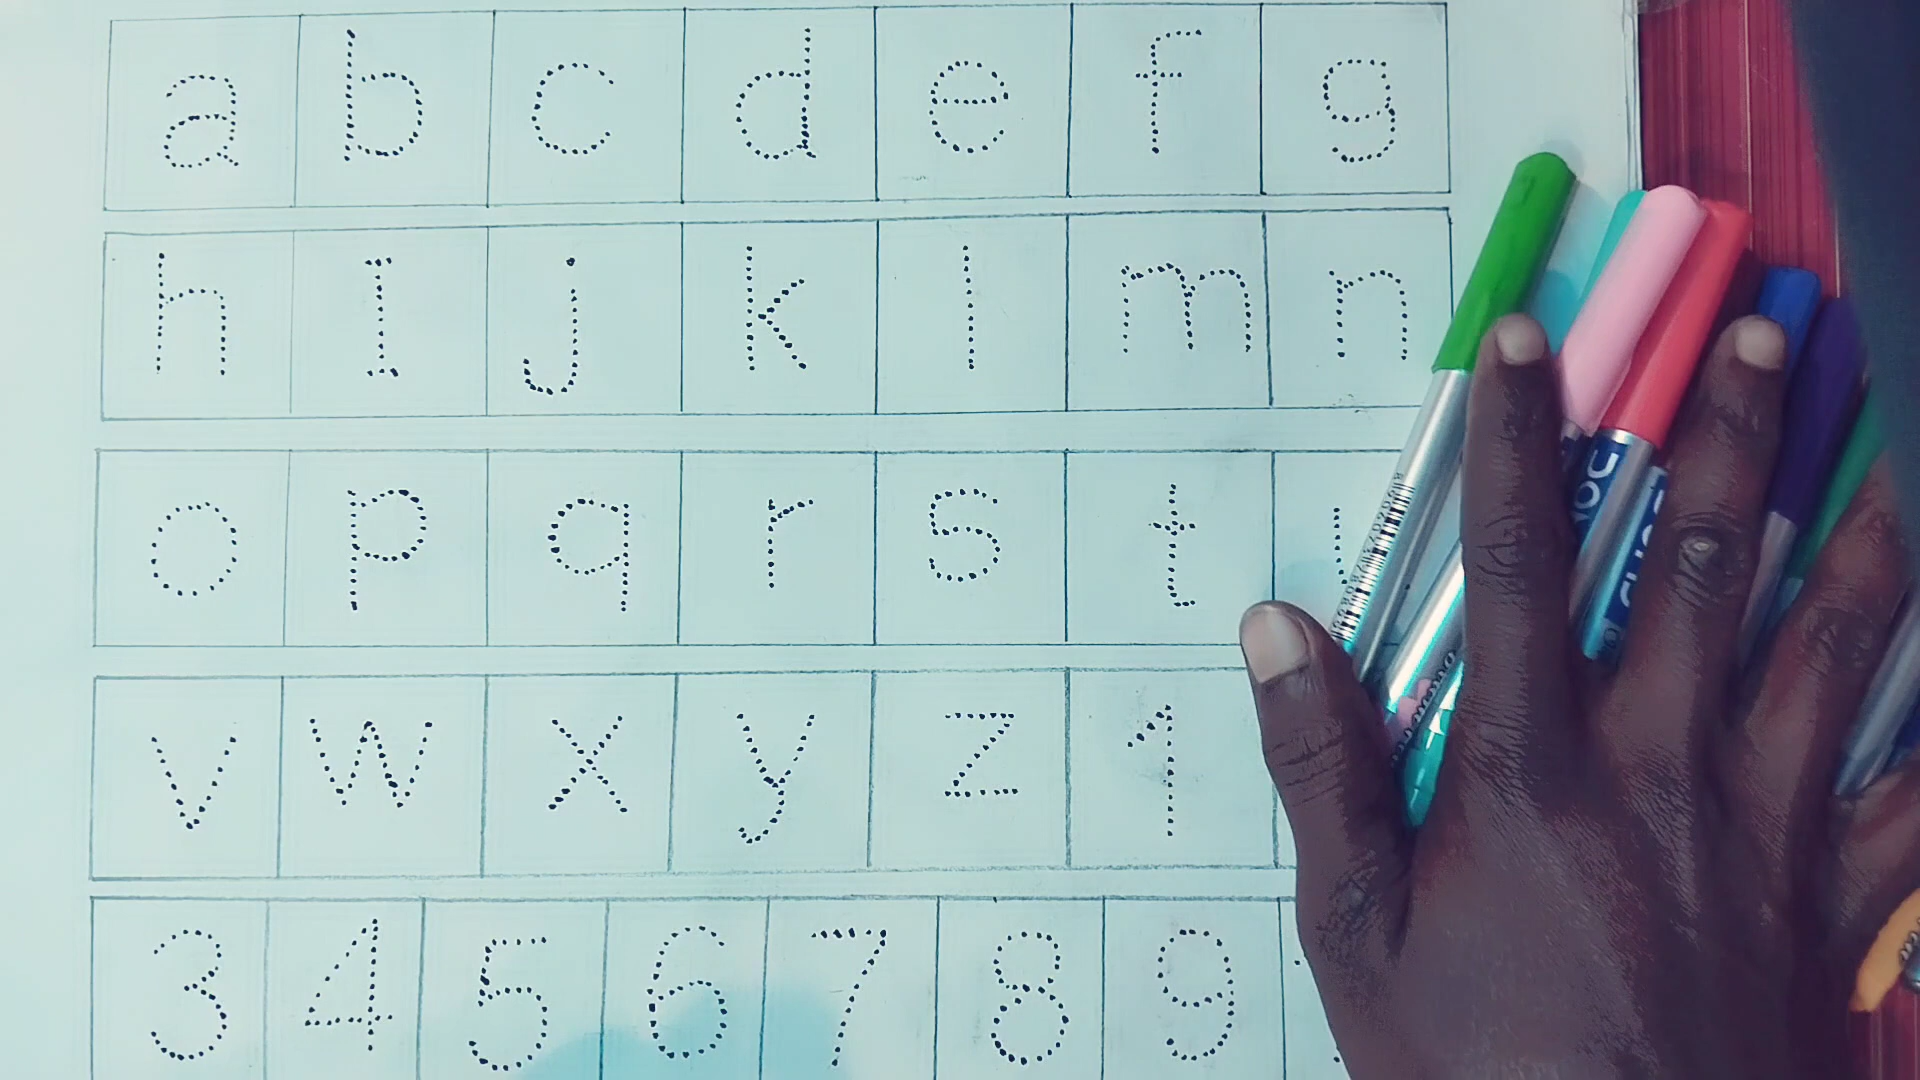 a b c d e f g
h I j k l m n
o p q r s t
v w x y z 1
3 4 5 6 7 8 9